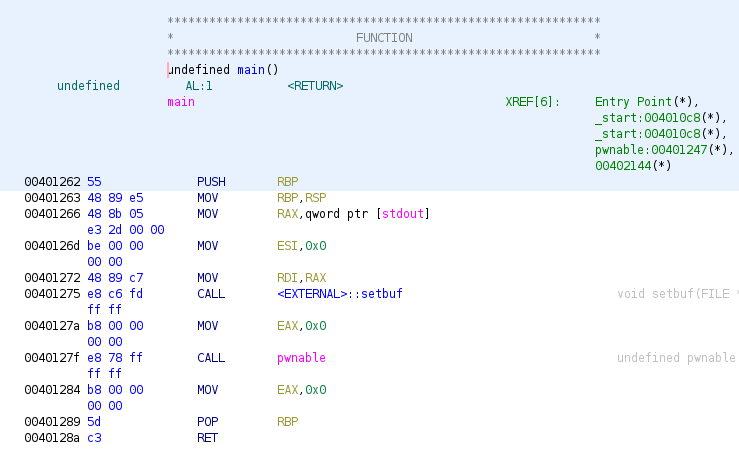 **************************************************************
* FUNCTION *
**************************************************************
undefined main()
undefined AL:1 <RETURN>
main XREF[6]: Entry Point(*),
_start:004010c8(*),
_start:004010c8(*),
pwnable:00401247(*),
00402144(*)
00401262 55 PUSH RBP
00401263 48 89 e5 MOV RBP,RSP
00401266 48 8b 05 MOV RAX,qword ptr [stdout]
e3 2d 00 00
0040126d be 00 00 MOV ESI,0x0
00 00
00401272 48 89 c7 MOV RDI,RAX
00401275 e8 c6 fd CALL <EXTERNAL>::setbuf void setbuf(FILE
ff ff
0040127a b8 00 00 MOV EAX,0x0
00 00
0040127f e8 78 ff CALL pwnable undefined pwnable
ff ff
00401284 b8 00 00 MOV EAX,0x0
00 00
00401289 5d POP RBP
0040128a c3 RET